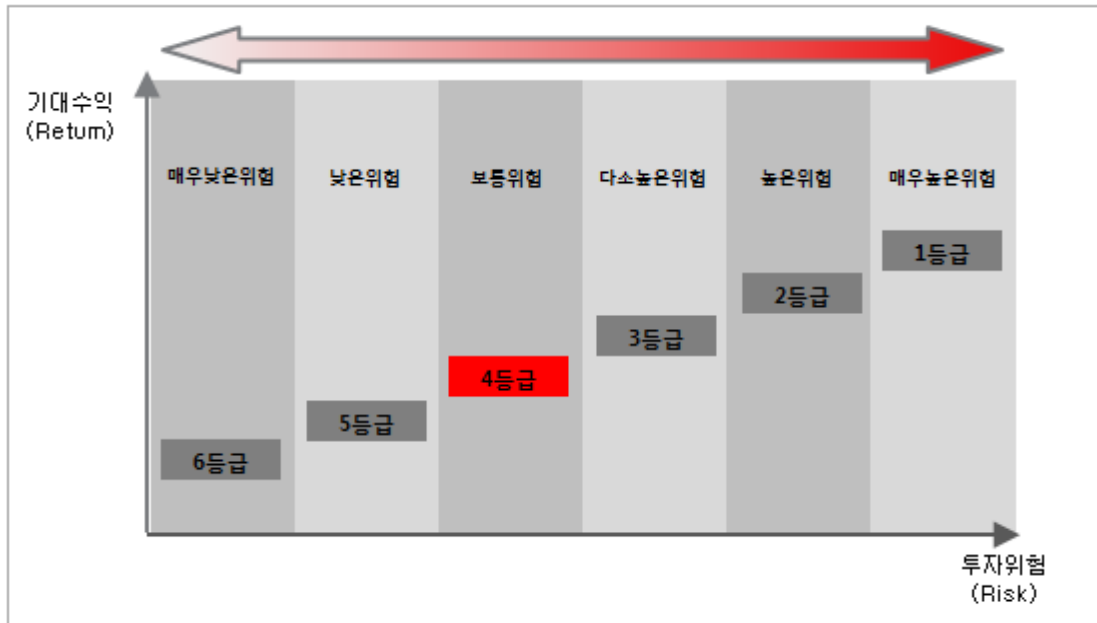 기대수익
(Retum)
매우낮은위험
낮은위험
보통위험
다소높은위험
높은위험
매우높은위험
1등급
2등급
3등급
4등급
5등급
6등급
투자위험
(Risk)